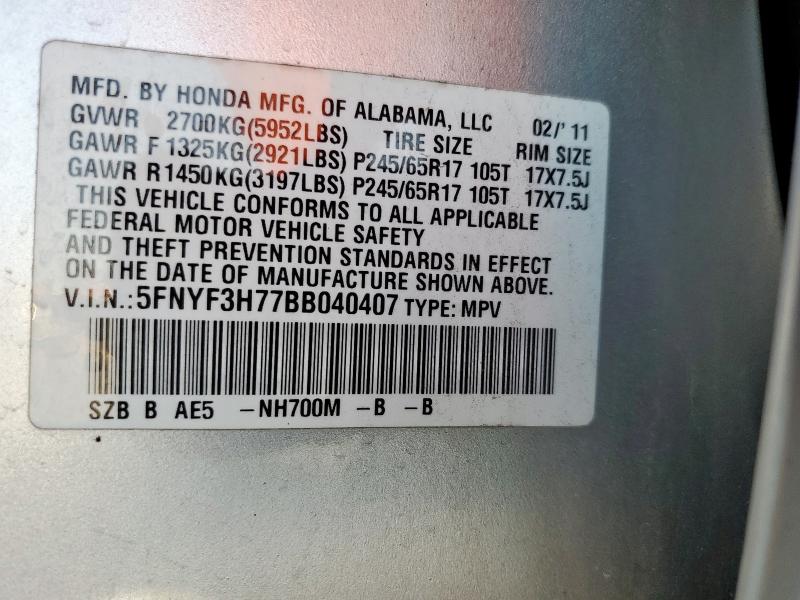 MFD. BY HONDA MFG. OF ALABAMA, LLC 02/'11
GVWR 2700KG(5952LBS) TIRE SIZE RIM SIZE
GAWR F 1325KG(2921LBS) P245/65R17 105T 17X7.5J
GAWR R 1450KG(3197LBS) P245/65R17 105T 17X7.5J
THIS VEHICLE CONFORMS TO ALL APPLICABLE
FEDERAL MOTOR VEHICLE SAFETY
AND THEFT PREVENTION STANDARDS IN EFFECT
ON THE DATE OF MANUFACTURE SHOWN ABOVE.
V.I.N.:5FNYF3H77BB040407 TYPE: MPV
SZB B AE5 -NH700M -B -B